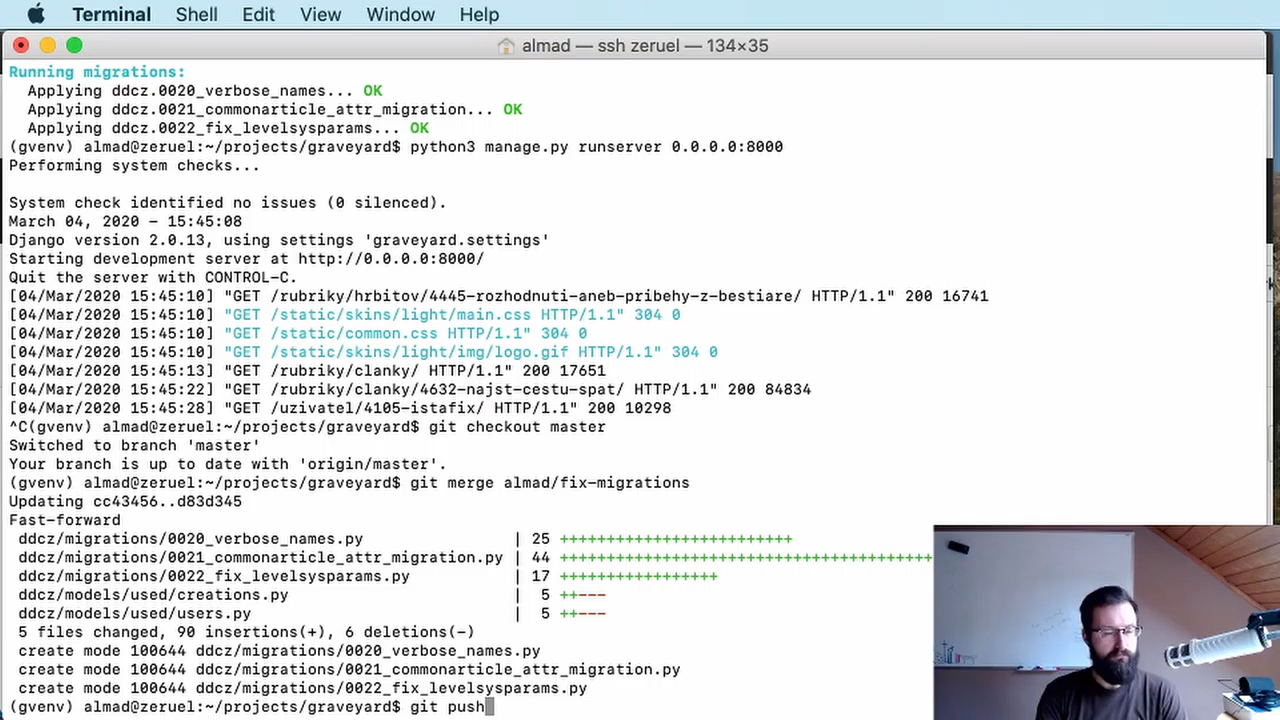 Terminal Shell Edit View Window Help
almad — ssh zeruel — 134×35
Running migrations:
  Applying ddcz.0020_verbose_names... OK
  Applying ddcz.0021_commonarticle_attr_migration... OK
  Applying ddcz.0022_fix_levelsysparams... OK
(gvenv) almad@zeruel:~/projects/graveyard$ python3 manage.py runserver 0.0.0.0:8000
Performing system checks...
System check identified no issues (0 silenced).
March 04, 2020 - 15:45:08
Django version 2.0.13, using settings 'graveyard.settings'
Starting development server at http://0.0.0.0:8000/
Quit the server with CONTROL-C.
[04/Mar/2020 15:45:10] "GET /rubriky/hrbitov/4445-rozhodnuti-aneb-pribehy-z-bestiare/ HTTP/1.1" 200 16741
[04/Mar/2020 15:45:10] "GET /static/skins/light/main.css HTTP/1.1" 304 0
[04/Mar/2020 15:45:10] "GET /static/common.css HTTP/1.1" 304 0
[04/Mar/2020 15:45:10] "GET /static/skins/light/img/logo.gif HTTP/1.1" 304 0
[04/Mar/2020 15:45:13] "GET /rubriky/clanky/ HTTP/1.1" 200 17651
[04/Mar/2020 15:45:22] "GET /rubriky/clanky/4632-najst-cestu-spat/ HTTP/1.1" 200 84834
[04/Mar/2020 15:45:28] "GET /uzivatel/4105-istafix/ HTTP/1.1" 200 10298
^C(gvenv) almad@zeruel:~/projects/graveyard$ git checkout master
Switched to branch 'master'
Your branch is up to date with 'origin/master'.
(gvenv) almad@zeruel:~/projects/graveyard$ git merge almad/fix-migrations
Updating cc43456..d83d345
Fast-forward
 ddcz/migrations/0020_verbose_names.py                | 25 +++++++++++++++++++++++++
 ddcz/migrations/0021_commonarticle_attr_migration.py | 44 ++++++++++++++++++++++++++++++++++++++++
 ddcz/migrations/0022_fix_levelsysparams.py           | 17 +++++++++++++++++
 ddcz/models/used/creations.py                        |  5 ++---
 ddcz/models/used/users.py                            |  5 ++---
 5 files changed, 90 insertions(+), 6 deletions(-)
 create mode 100644 ddcz/migrations/0020_verbose_names.py
 create mode 100644 ddcz/migrations/0021_commonarticle_attr_migration.py
 create mode 100644 ddcz/migrations/0022_fix_levelsysparams.py
(gvenv) almad@zeruel:~/projects/graveyard$ git push